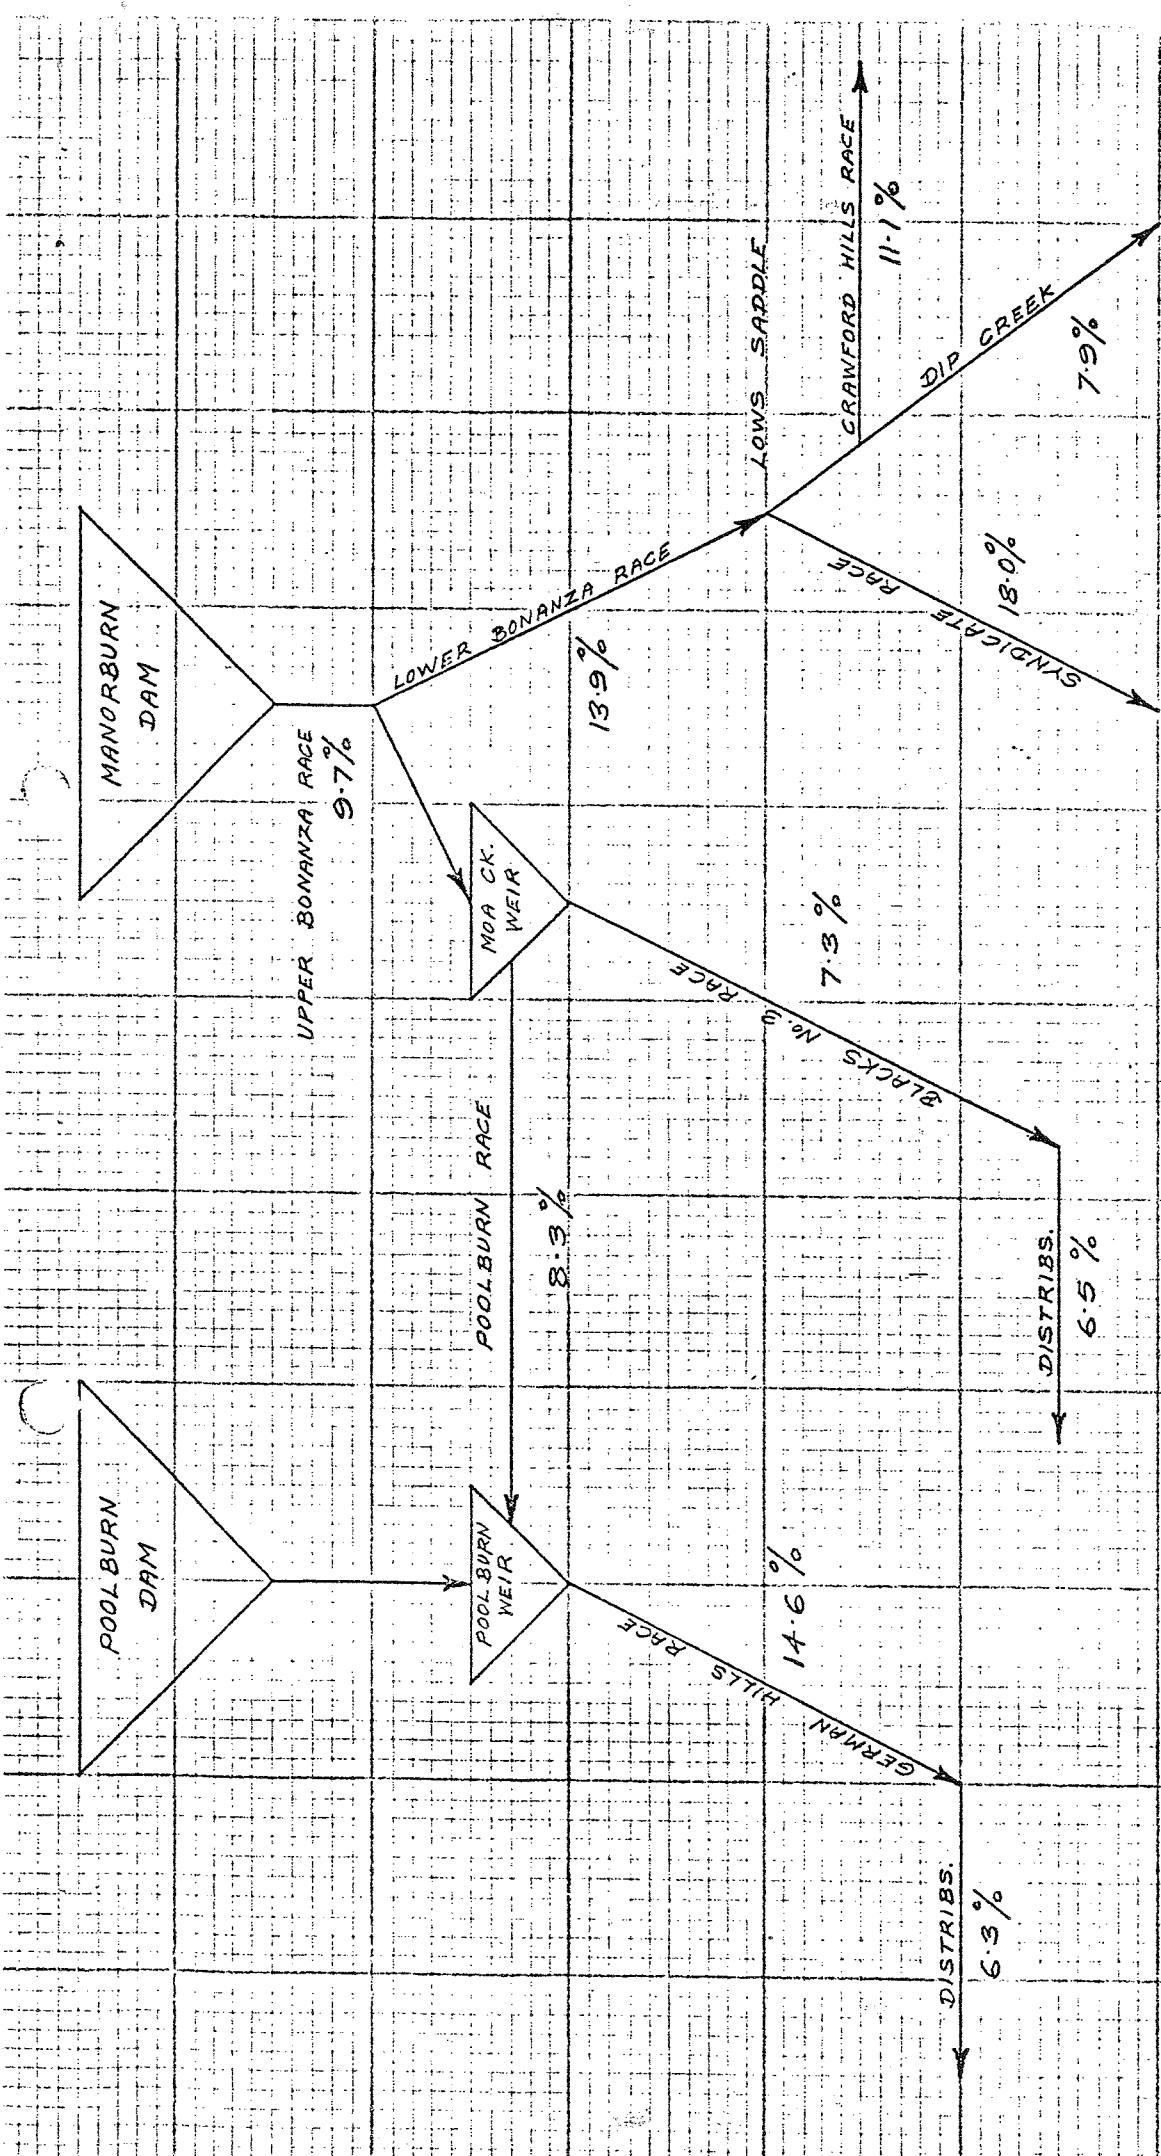 POOLBURN
DAM
MANORBURN
DAM
UPPER BONANZA RACE
9.7%
POOLBURN
WEIR
POOLBURN RACE
8.3%
MOA CK.
WEIR
LOWER BONANZA RACE
13.9%
LOWS SADDLE
GERMAN HILLS RACE
14.6%
BLACKS No. 3 RACE
7.3%
SYNDICATE RACE
18.0%
CRAWFORD HILLS RACE
11.1%
DIP CREEK
7.9%
DISTRIBS.
6.3%
DISTRIBS.
6.5%